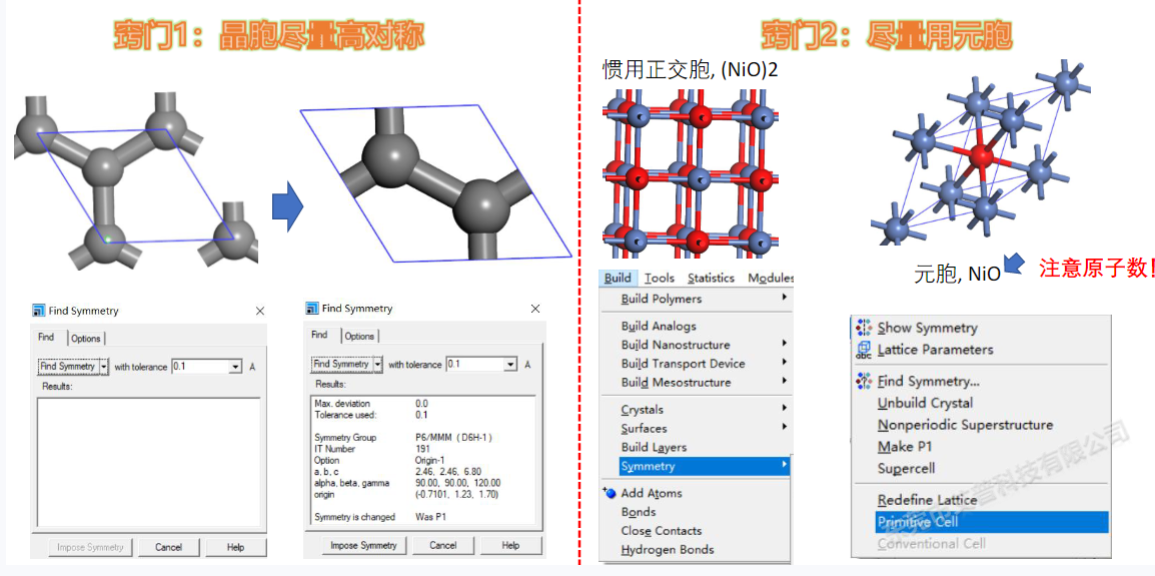 窍门1：晶胞尽量高对称
Find Symmetry
Find
Options
Find Symmetry
with tolerance
0.1
A
Results:
Impose Symmetry
Cancel
Help
Find Symmetry
Find
Options
Find Symmetry
with tolerance
0.1
A
Results:
Max. deviation 0.0
Tolerance used: 0.1
Symmetry Group P6/MMM ( D6H-1 )
IT Number 191
Option Origin-1
a, b, c 2.46, 2.46, 6.80
alpha, beta, gamma 90.00, 90.00, 120.00
origin (-0.7101, 1.23, 1.70)
Symmetry is changed Was P1
Impose Symmetry
Cancel
Help
窍门2：尽量用元胞
惯用正交胞, (NiO)2
元胞, NiO
注意原子数!
Build Tools Statistics Modules
Build Polymers
Build Analogs
Build Nanostructure
Build Transport Device
Build Mesostructure
Crystals
Surfaces
Build Layers
Symmetry
Add Atoms
Bonds
Close Contacts
Hydrogen Bonds
Show Symmetry
abc
Lattice Parameters
Find Symmetry...
Unbuild Crystal
Nonperiodic Superstructure
Make P1
Supercell
Redefine Lattice
Primitive Cell
Conventional Cell
科技有限公司